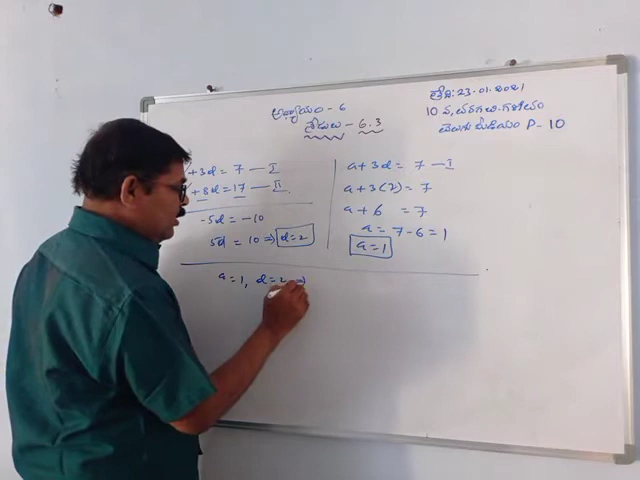 అధ్యాయం - 6
శ్రేఢులు - 6.3
తేది: 23.01.2021
10 వ తరగతి. గణితం
తెలుగు మీడియం P-10
+3d = 7 — I
+8d = 17 — II
-5d = -10
5d = 10 ⇒ d=2
a+3d = 7 — I
a+3(2) = 7
a+6 = 7
a = 7-6 = 1
a=1
a=1, d=2 ⇒